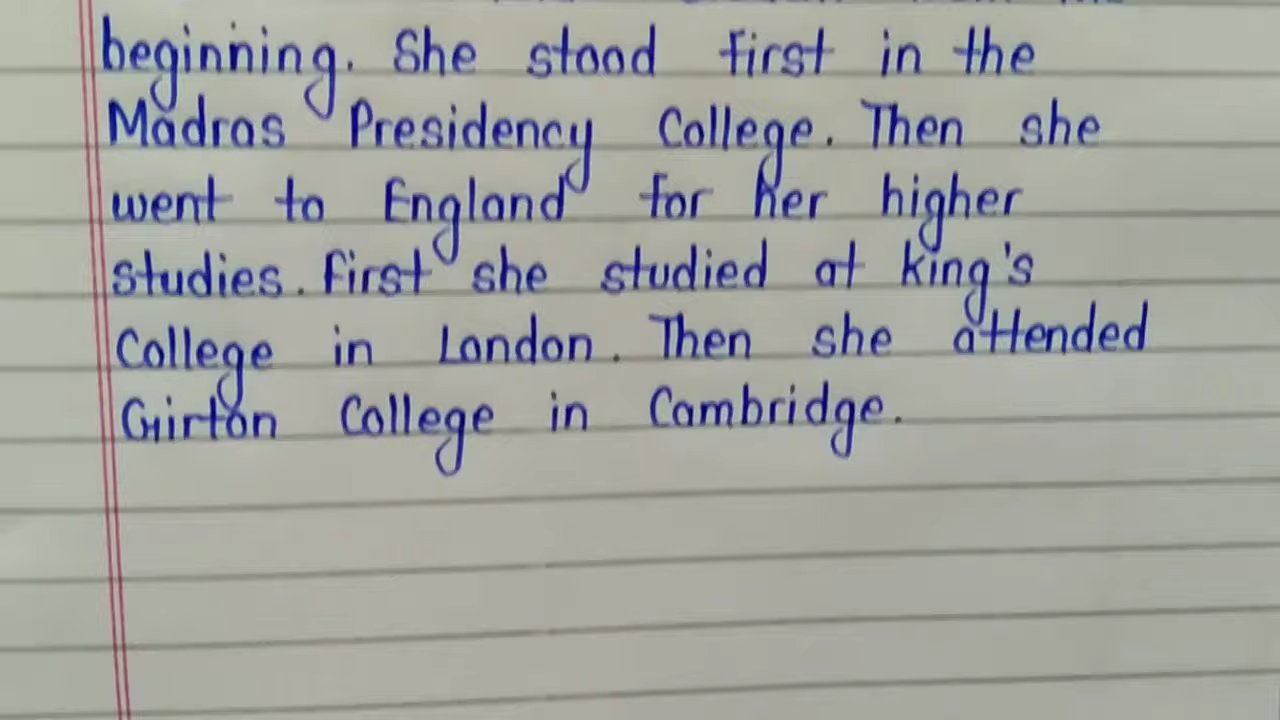 beginning. She stood first in the
Madras Presidency College. Then she
went to England for her higher
studies. First she studied at king's
College in London. Then she attended
Girton College in Cambridge.